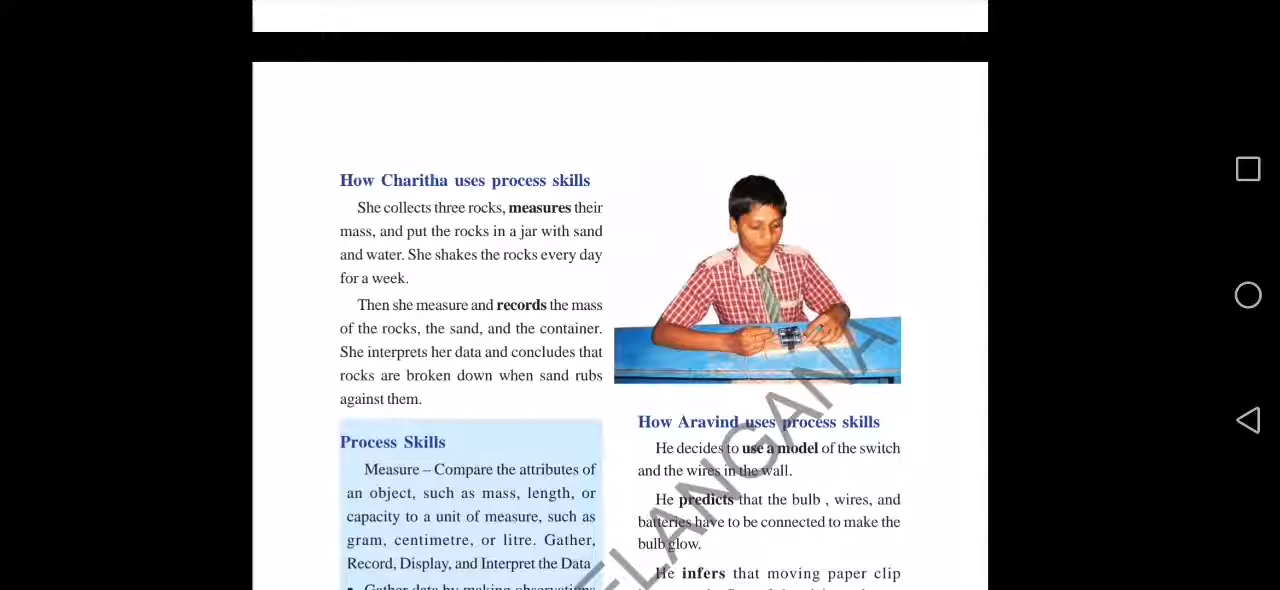 How Charitha uses process skills
She collects three rocks, measures their
mass, and put the rocks in a jar with sand
and water. She shakes the rocks every day
for a week.
Then she measure and records the mass
of the rocks, the sand, and the container.
She interprets her data and concludes that
rocks are broken down when sand rubs
against them.
Process Skills
Measure – Compare the attributes of
an object, such as mass, length, or
capacity to a unit of measure, such as
gram, centimetre, or litre. Gather,
Record, Display, and Interpret the Data
• Gather data by making observations
How Aravind uses process skills
He decides to use a model of the switch
and the wires in the wall.
He predicts that the bulb , wires, and
batteries have to be connected to make the
bulb glow.
He infers that moving paper clip
ELANGANA